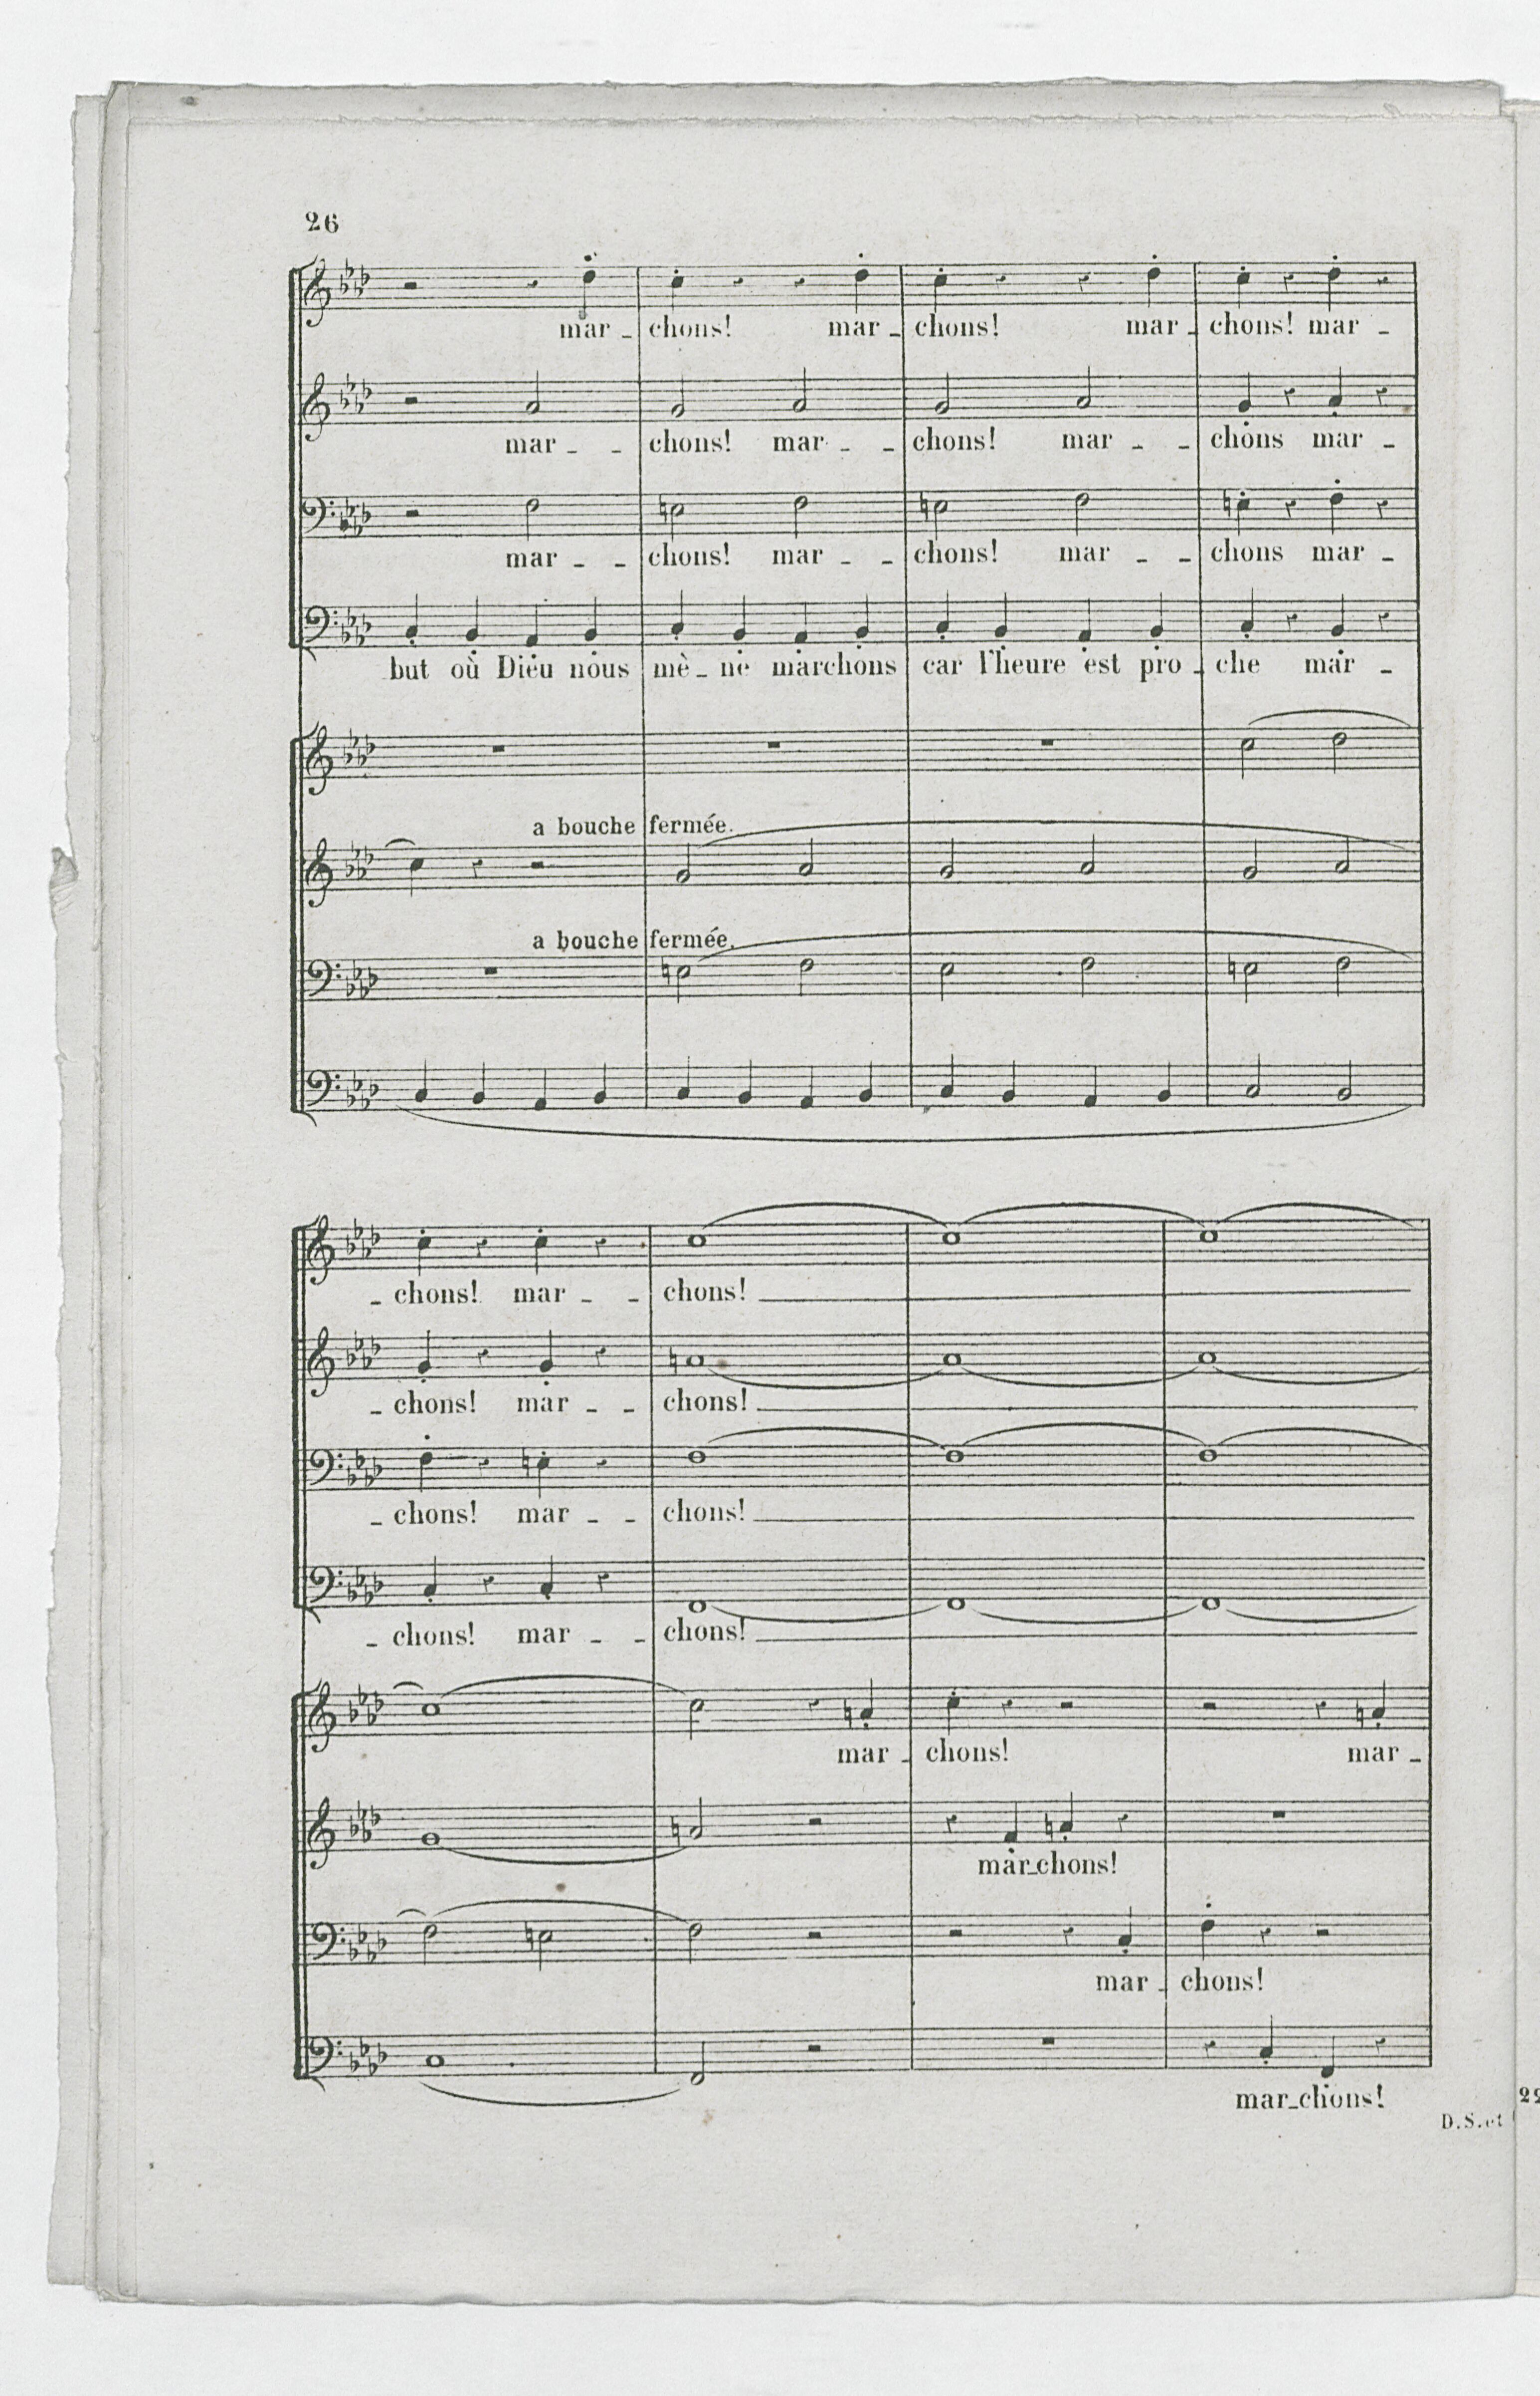 26
mar _ chons! mar _ chons! mar _ chons! mar _
mar _ _ chons! mar _ _ chons! mar _ _ chons mar _
mar _ _ chons! mar _ _ chons! mar _ _ chons mar _
but où Dieu nous mè _ ne marchons car l'heure est pro _ che mar _
a bouche fermée.
a bouche fermée.
_ chons! mar _ _ chons!
_ chons! mar _ _ chons!
_ chons! mar _ _ chons!
_ chons! mar _ _ chons!
mar _ chons! mar _
mar_chons!
mar _ chons!
mar_chons!
22
D.S.et